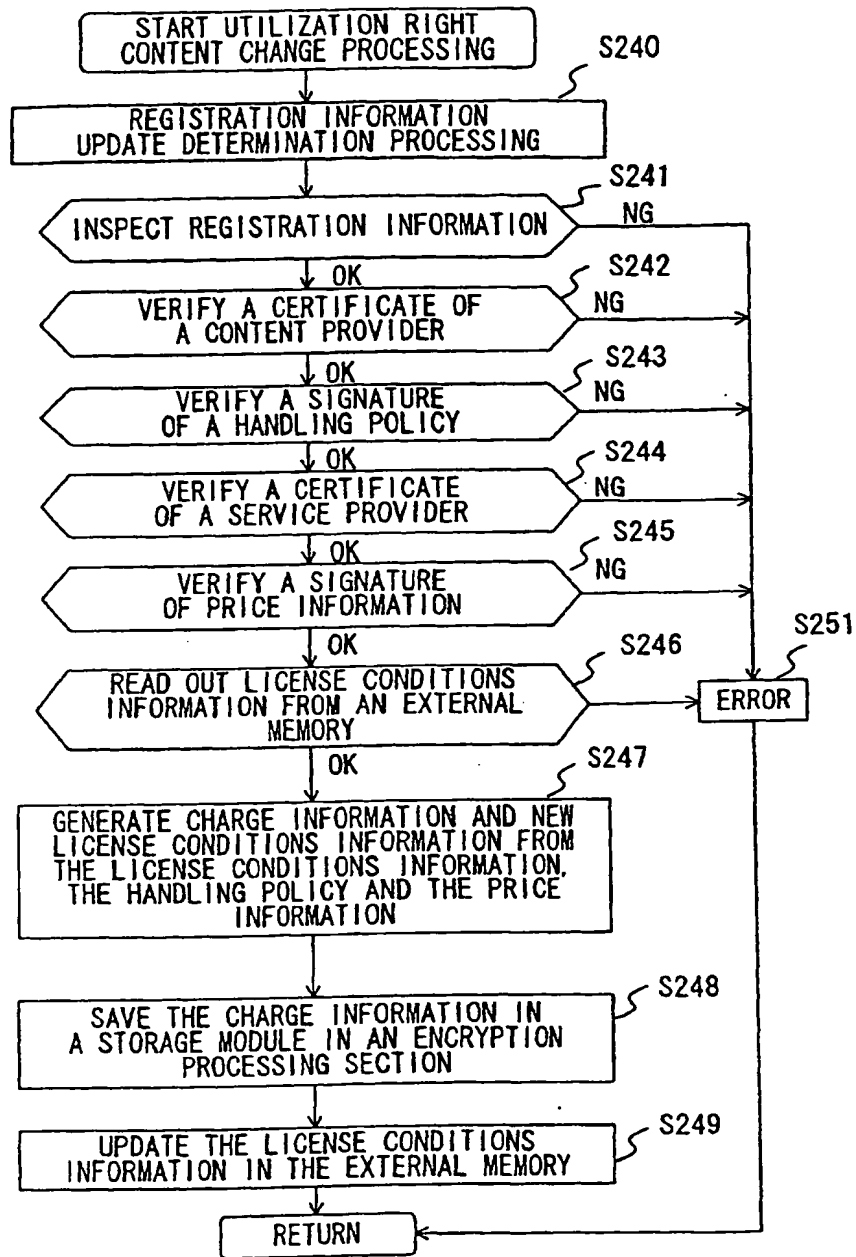 START UTILIZATION RIGHT
CONTENT CHANGE PROCESSING
S240
REGISTRATION INFORMATION
UPDATE DETERMINATION PROCESSING
S241
INSPECT REGISTRATION INFORMATION
NG
OK
S242
VERIFY A CERTIFICATE OF
A CONTENT PROVIDER
NG
OK
S243
VERIFY A SIGNATURE
OF A HANDLING POLICY
NG
OK
S244
VERIFY A CERTIFICATE
OF A SERVICE PROVIDER
NG
OK
S245
VERIFY A SIGNATURE
OF PRICE INFORMATION
NG
OK
S246
READ OUT LICENSE CONDITIONS
INFORMATION FROM AN EXTERNAL
MEMORY
S251
ERROR
OK
S247
GENERATE CHARGE INFORMATION AND NEW
LICENSE CONDITIONS INFORMATION FROM
THE LICENSE CONDITIONS INFORMATION,
THE HANDLING POLICY AND THE PRICE
INFORMATION
S248
SAVE THE CHARGE INFORMATION IN
A STORAGE MODULE IN AN ENCRYPTION
PROCESSING SECTION
S249
UPDATE THE LICENSE CONDITIONS
INFORMATION IN THE EXTERNAL MEMORY
RETURN